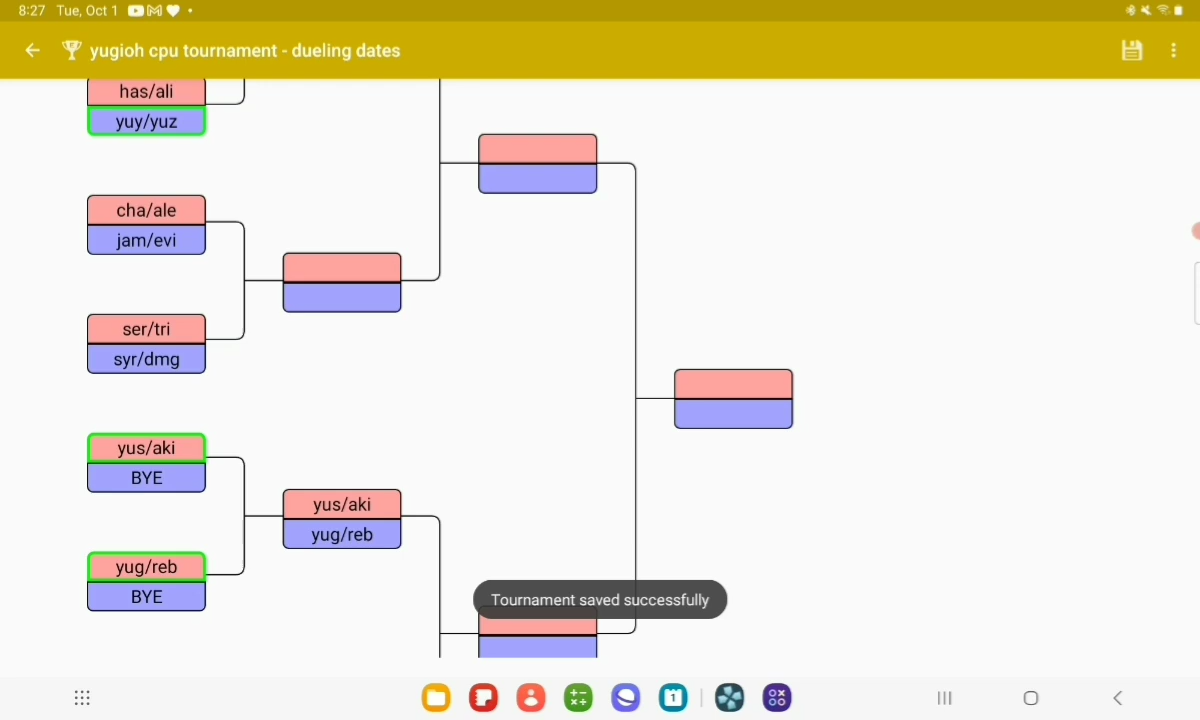 8:27 Tue, Oct 1
yugioh cpu tournament - dueling dates
has/ali
yuy/yuz
cha/ale
jam/evi
ser/tri
syr/dmg
yus/aki
BYE
yus/aki
yug/reb
yug/reb
BYE
Tournament saved successfully
1